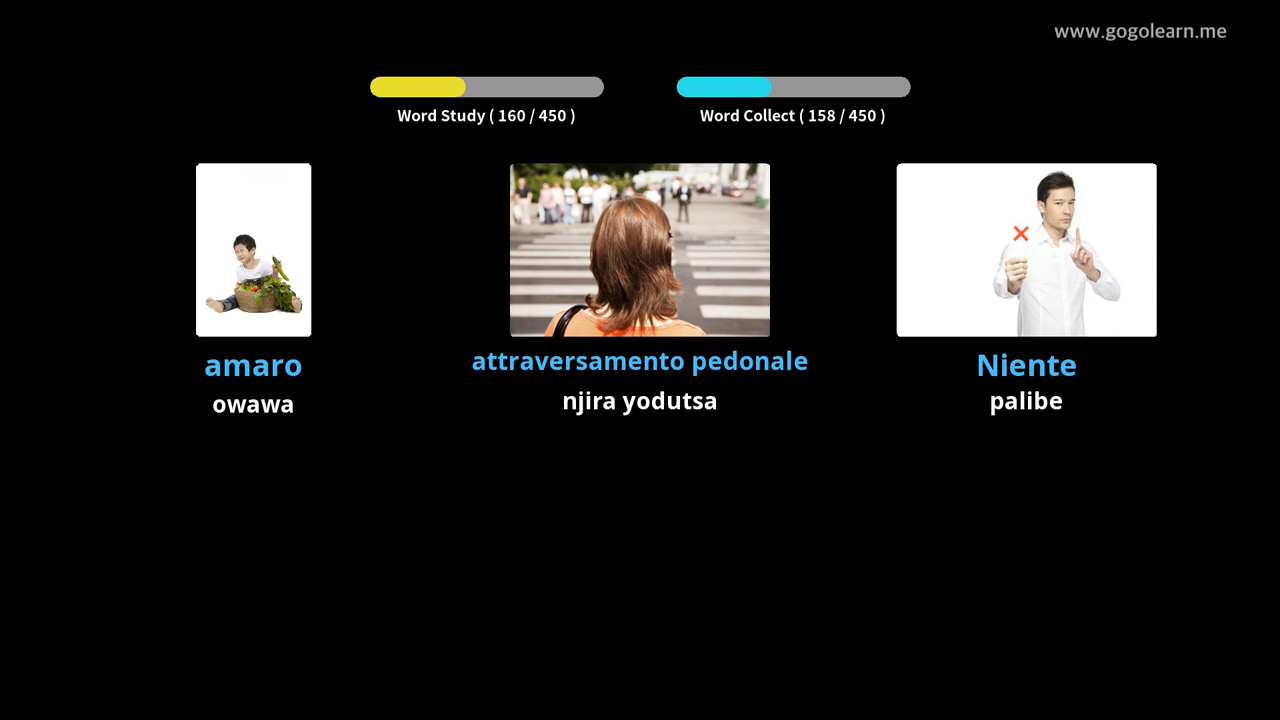 www.gogolearn.me
Word Study ( 160 / 450 )
Word Collect ( 158 / 450 )
amaro
owawa
attraversamento pedonale
njira yodutsa
Niente
palibe